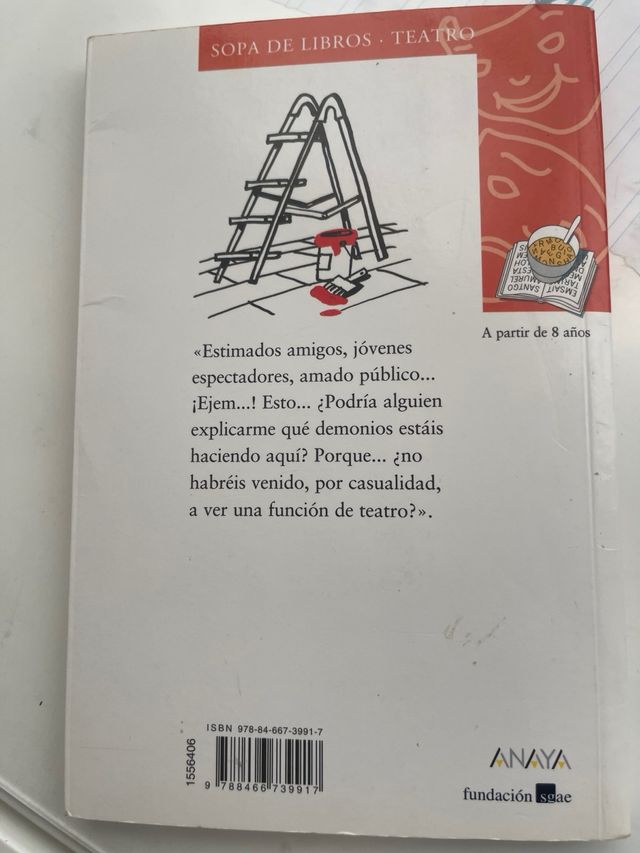 SOPA DE LIBROS · TEATRO
A partir de 8 años
«Estimados amigos, jóvenes
espectadores, amado público...
¡Ejem...! Esto... ¿Podría alguien
explicarme qué demonios estáis
haciendo aquí? Porque... ¿no
habréis venido, por casualidad,
a ver una función de teatro?».
ISBN 978-84-667-3991-7
1556406
9 788466 739917
ANAYA
fundación sgae